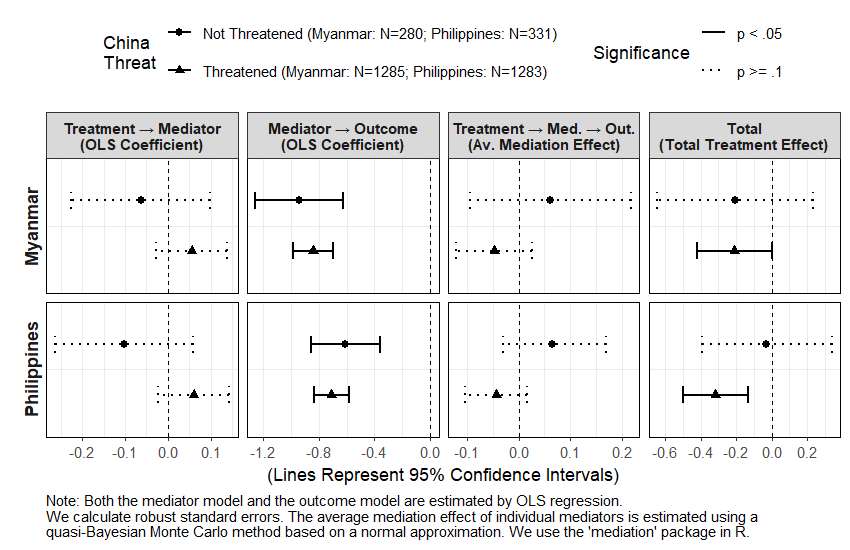 China
Threat
Not Threatened (Myanmar: N=280; Philippines: N=331)
Threatened (Myanmar: N=1285; Philippines: N=1283)
Significance
p < .05
p >= .1
Treatment → Mediator
(OLS Coefficient)
Mediator → Outcome
(OLS Coefficient)
Treatment → Med. → Out.
(Av. Mediation Effect)
Total
(Total Treatment Effect)
Myanmar
Philippines
-0.2 -0.1 0.0 0.1
-1.2 -0.8 -0.4 0.0
-0.1 0.0 0.1 0.2
-0.6 -0.4 -0.2 0.0 0.2
(Lines Represent 95% Confidence Intervals)
Note: Both the mediator model and the outcome model are estimated by OLS regression.
We calculate robust standard errors. The average mediation effect of individual mediators is estimated using a
quasi-Bayesian Monte Carlo method based on a normal approximation. We use the 'mediation' package in R.